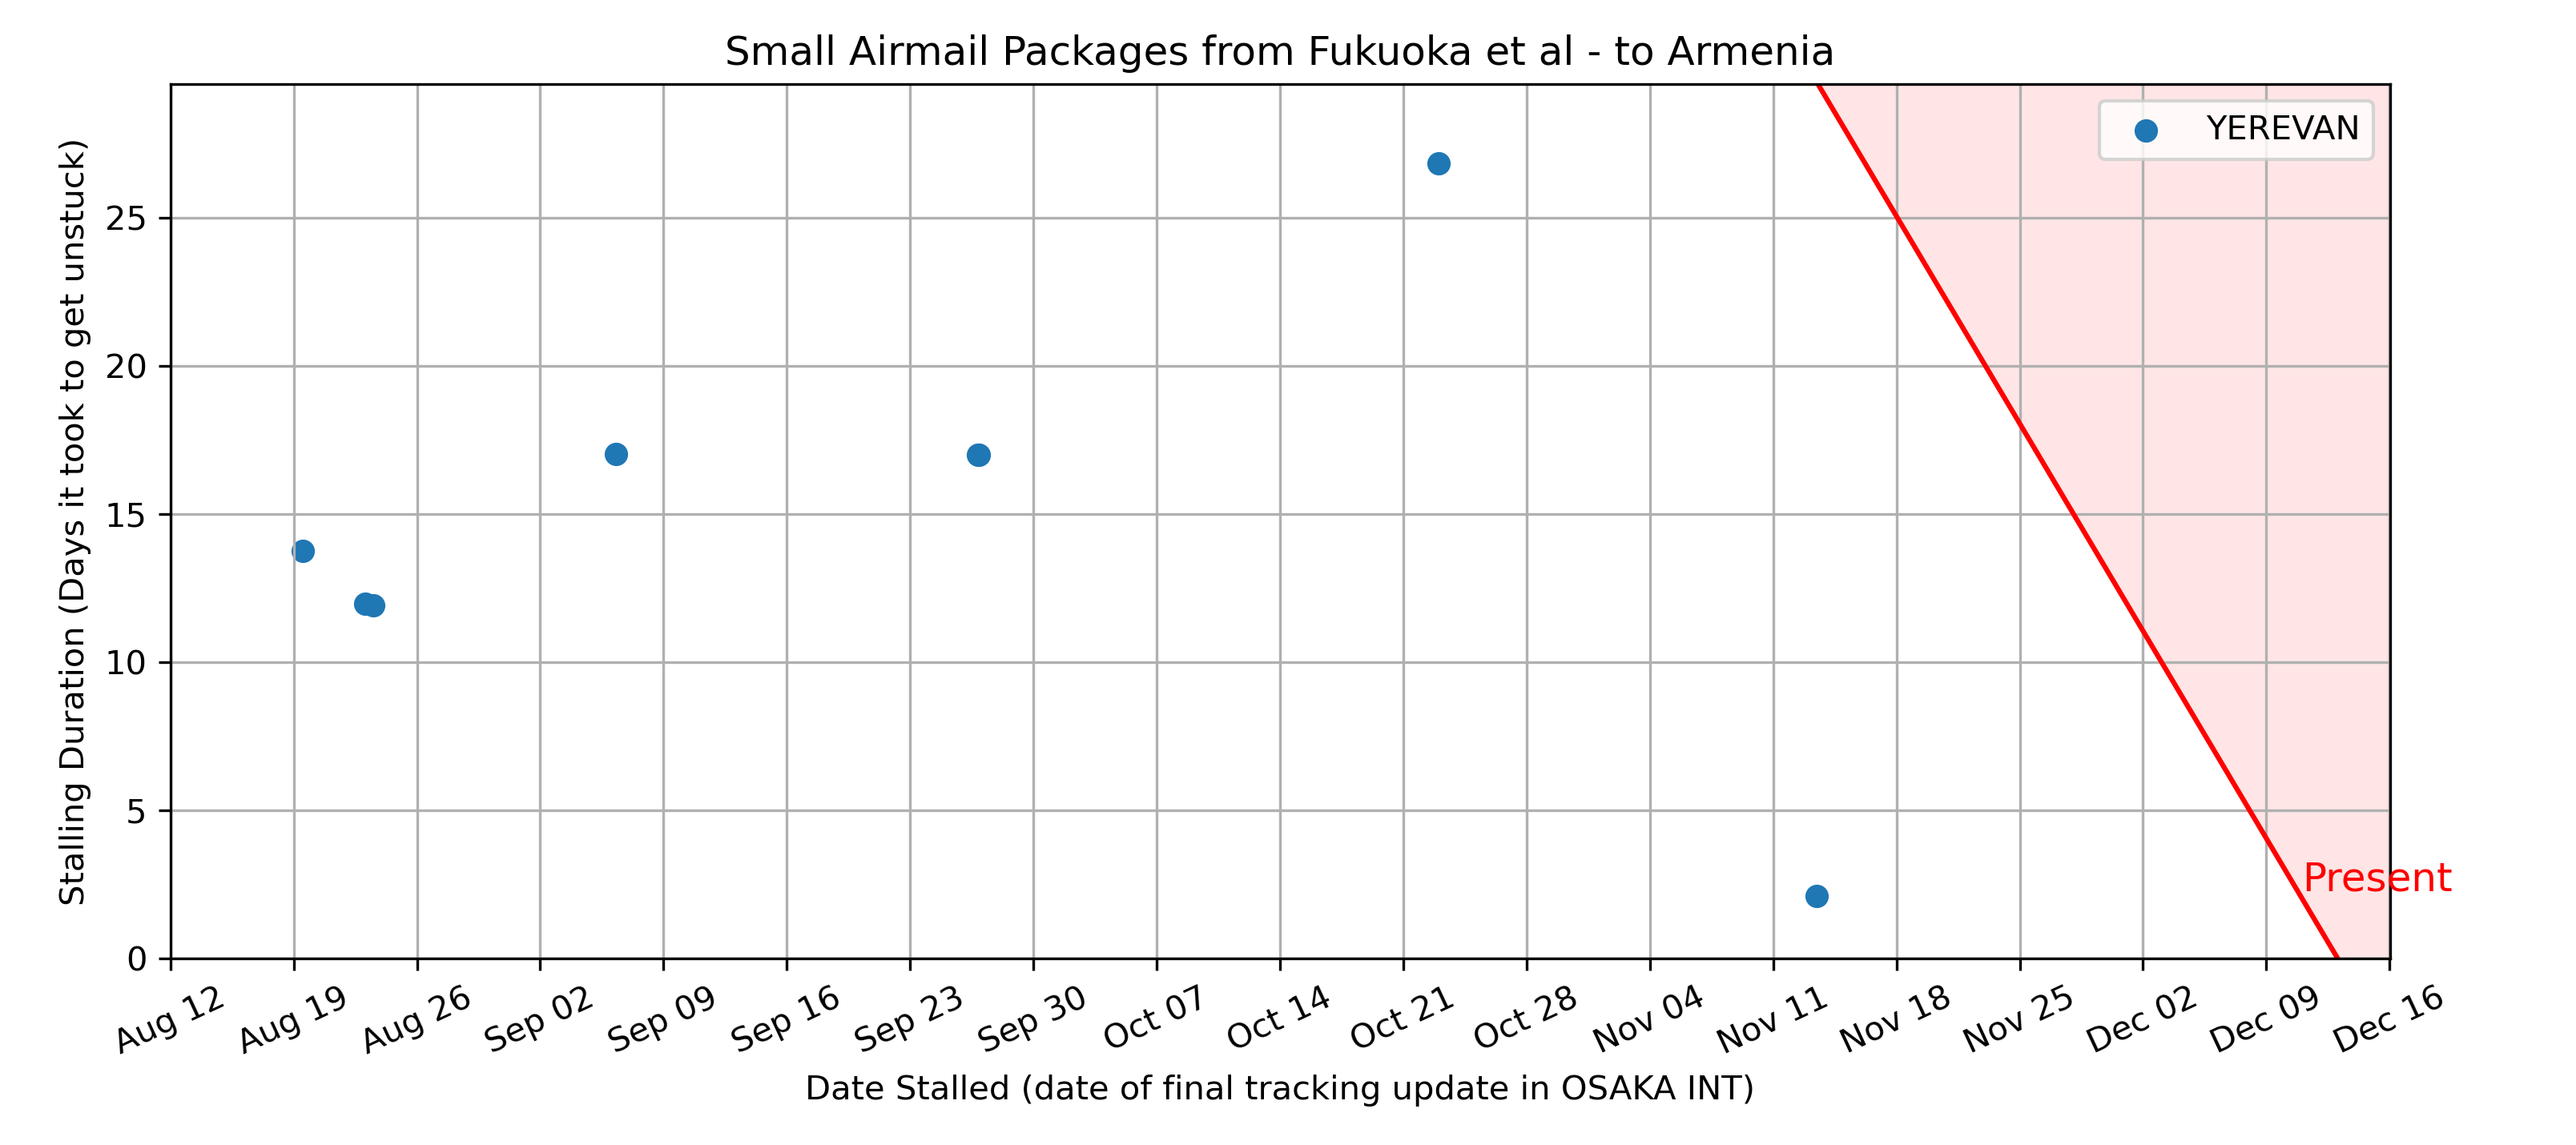 Small Airmail Packages from Fukuoka et al - to Armenia
YEREVAN
Stalling Duration (Days it took to get unstuck)
25
20
15
10
5
0
Present
Aug 12
Aug 19
Aug 26
Sep 02
Sep 09
Sep 16
Sep 23
Sep 30
Oct 07
Oct 14
Oct 21
Oct 28
Nov 04
Nov 11
Nov 18
Nov 25
Dec 02
Dec 09
Dec 16
Date Stalled (date of final tracking update in OSAKA INT)